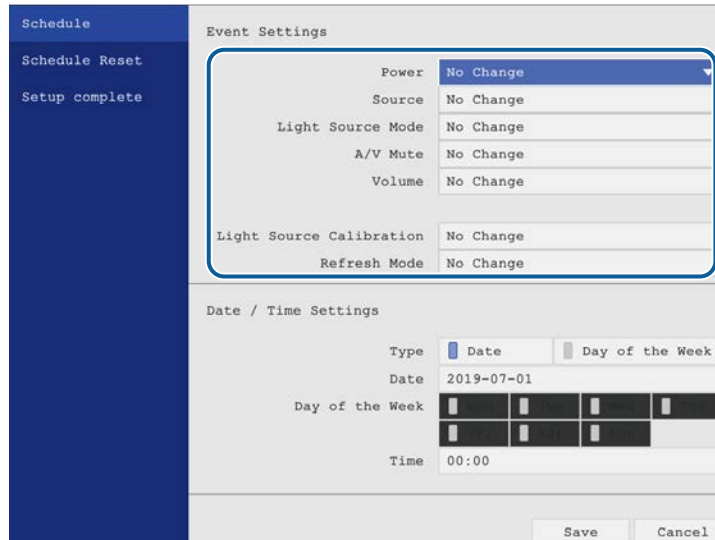 Schedule
Schedule Reset
Setup complete
Event Settings
Power No Change
Source No Change
Light Source Mode No Change
A/V Mute No Change
Volume No Change
Light Source Calibration No Change
Refresh Mode No Change
Date / Time Settings
Type Date Day of the Week
Date 2019-07-01
Day of the Week
Time 00:00
Save Cancel